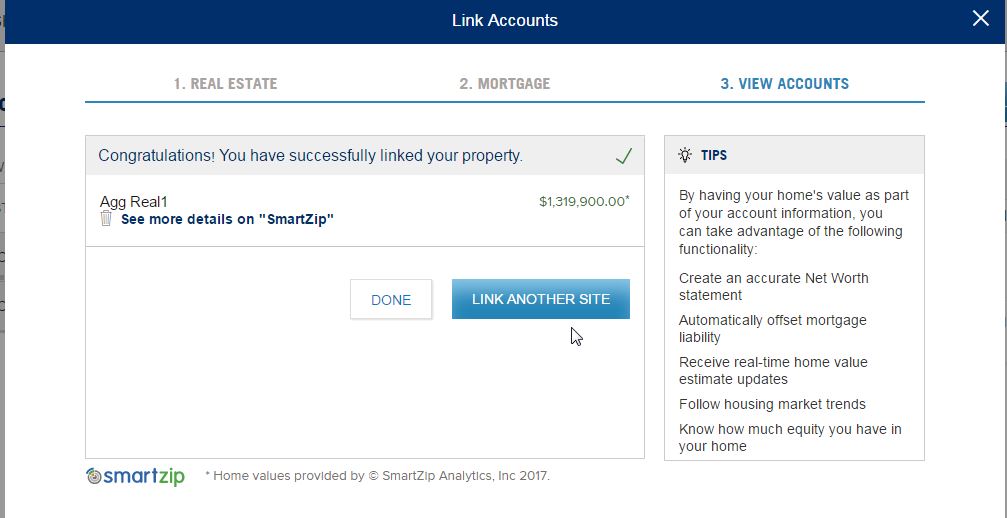 Link Accounts
1. REAL ESTATE
2. MORTGAGE
3. VIEW ACCOUNTS
Congratulations! You have successfully linked your property.
Agg Real1
$1,319,900.00*
See more details on "SmartZip"
DONE
LINK ANOTHER SITE
TIPS
By having your home's value as part
of your account information, you
can take advantage of the following
functionality:
Create an accurate Net Worth
statement
Automatically offset mortgage
liability
Receive real-time home value
estimate updates
Follow housing market trends
Know how much equity you have in
your home
smartzip
* Home values provided by © SmartZip Analytics, Inc 2017.